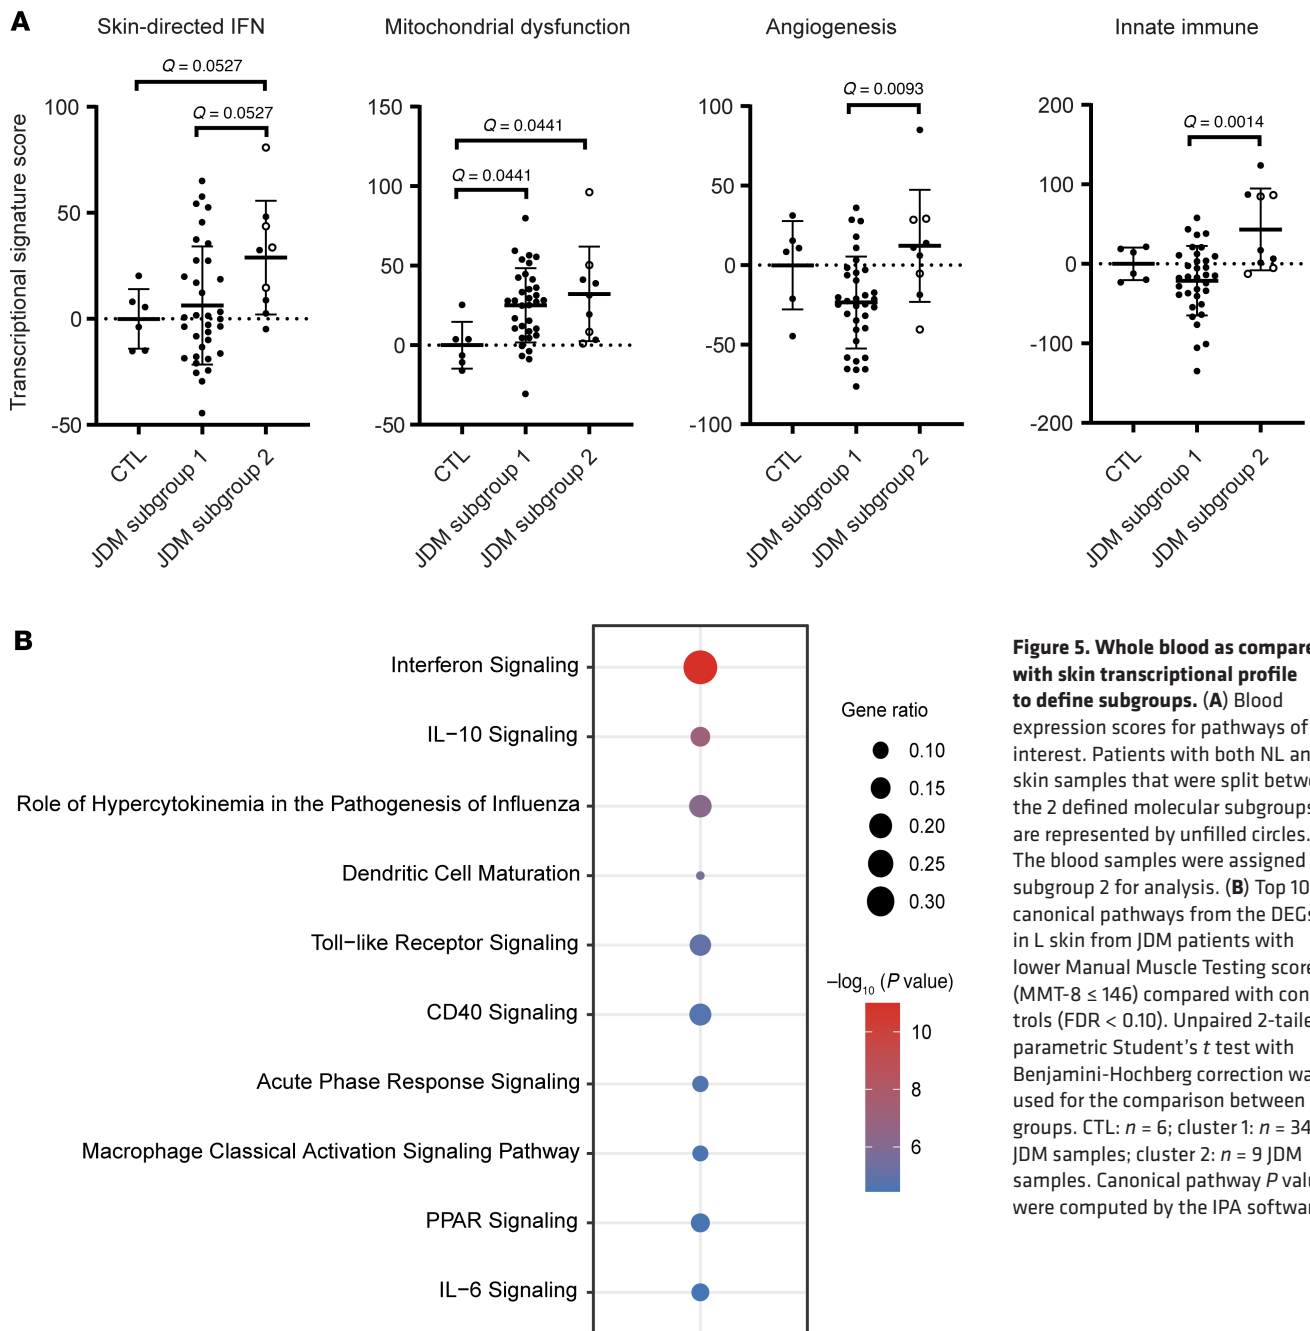 A
Skin-directed IFN
Mitochondrial dysfunction
Angiogenesis
Innate immune
Transcriptional signature score
Q = 0.0527
Q = 0.0527
100
50
0
-50
CTL
JDM subgroup 1
JDM subgroup 2
Q = 0.0441
Q = 0.0441
150
100
50
0
-50
CTL
JDM subgroup 1
JDM subgroup 2
Q = 0.0093
100
50
0
-50
-100
CTL
JDM subgroup 1
JDM subgroup 2
Q = 0.0014
200
100
0
-100
-200
CTL
JDM subgroup 1
JDM subgroup 2
B
Interferon Signaling
IL−10 Signaling
Role of Hypercytokinemia in the Pathogenesis of Influenza
Dendritic Cell Maturation
Toll−like Receptor Signaling
CD40 Signaling
Acute Phase Response Signaling
Macrophage Classical Activation Signaling Pathway
PPAR Signaling
IL−6 Signaling
Gene ratio
0.10
0.15
0.20
0.25
0.30
–log10 (P value)
10
8
6
Figure 5. Whole blood as compare
with skin transcriptional profile
to define subgroups. (A) Blood
expression scores for pathways of
interest. Patients with both NL an
skin samples that were split betwe
the 2 defined molecular subgroups
are represented by unfilled circles.
The blood samples were assigned
subgroup 2 for analysis. (B) Top 10
canonical pathways from the DEGs
in L skin from JDM patients with
lower Manual Muscle Testing score
(MMT-8 ≤ 146) compared with con
trols (FDR < 0.10). Unpaired 2-taile
parametric Student’s t test with
Benjamini-Hochberg correction wa
used for the comparison between
groups. CTL: n = 6; cluster 1: n = 34
JDM samples; cluster 2: n = 9 JDM
samples. Canonical pathway P valu
were computed by the IPA softwar